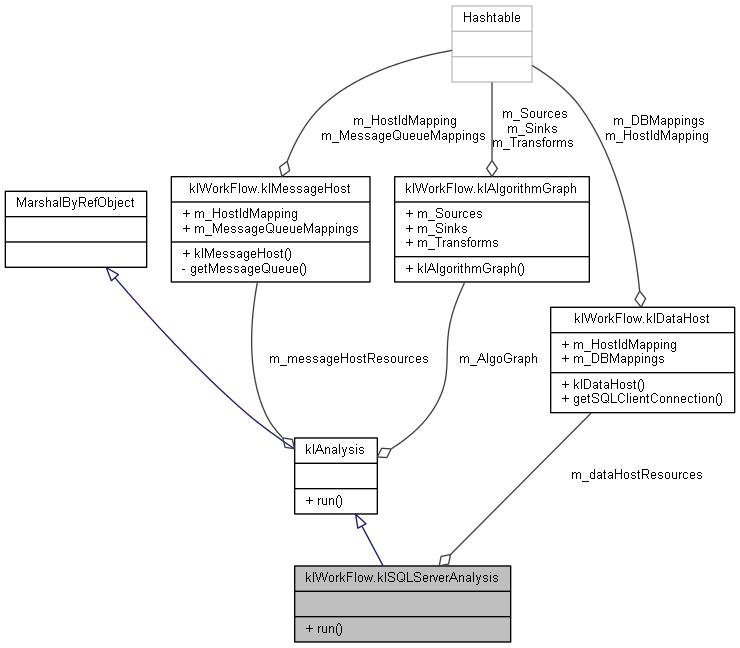 Hashtable
m_HostIdMapping
m_MessageQueueMappings
m_Sources
m_Sinks
m_Transforms
m_DBMappings
m_HostIdMapping
MarshalByRefObject
klWorkFlow.klMessageHost
+ m_HostIdMapping
+ m_MessageQueueMappings
+ klMessageHost()
- getMessageQueue()
klWorkFlow.klAlgorithmGraph
+ m_Sources
+ m_Sinks
+ m_Transforms
+ klAlgorithmGraph()
klWorkFlow.klDataHost
+ m_HostIdMapping
+ m_DBMappings
+ klDataHost()
+ getSQLClientConnection()
m_messageHostResources
m_AlgoGraph
klAnalysis
+ run()
m_dataHostResources
klWorkFlow.klSQLServerAnalysis
+ run()